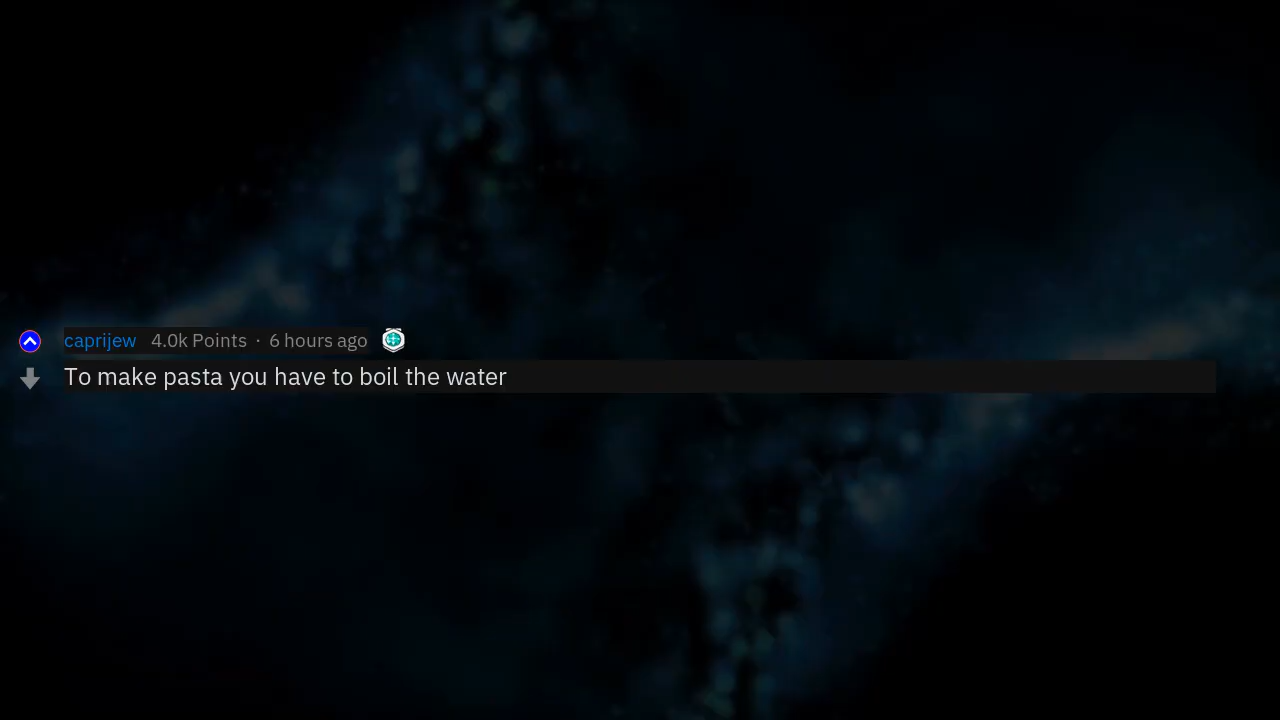 caprijew 4.0k Points · 6 hours ago
To make pasta you have to boil the water